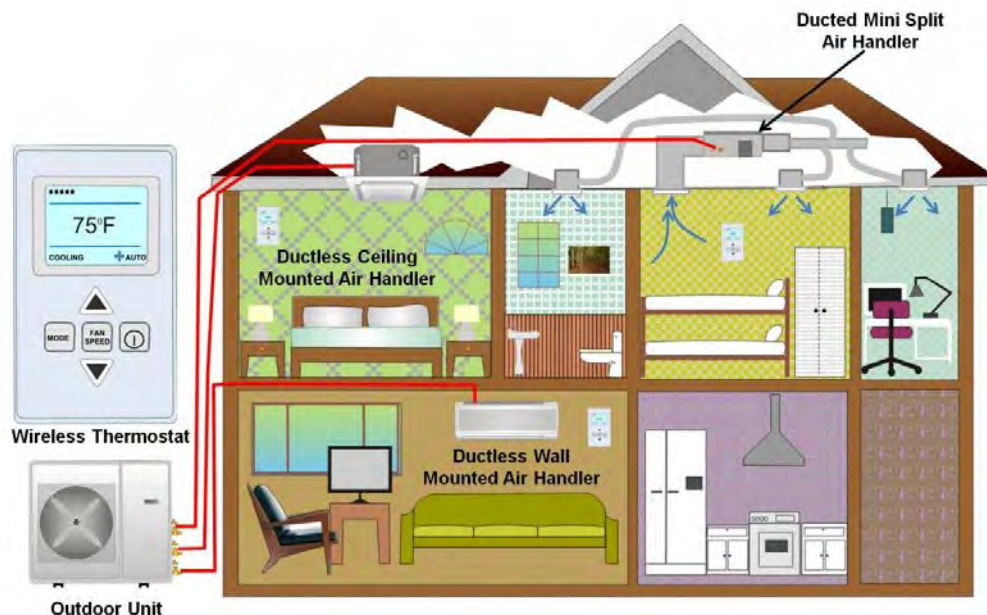 Ducted Mini Split
Air Handler
75°F
COOLING
AUTO
MODE
FAN
SPEED
Wireless Thermostat
Ductless Ceiling
Mounted Air Handler
Ductless Wall
Mounted Air Handler
Outdoor Unit